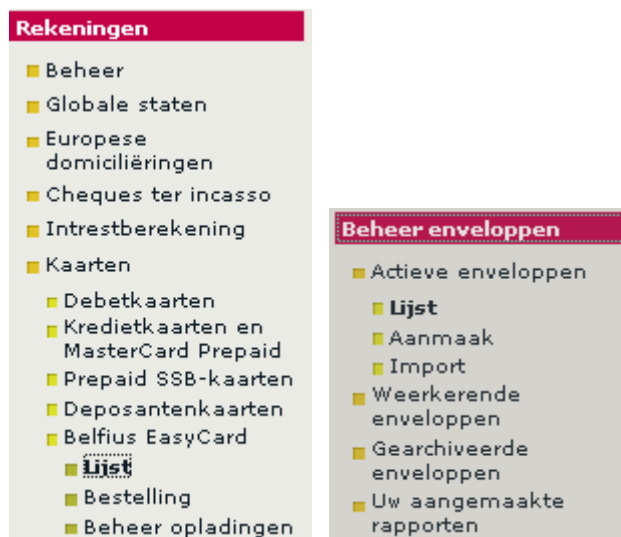 Rekeningen
Beheer
Globale staten
Europese
domiciliëringen
Cheques ter incasso
Intrestberekening
Kaarten
Debetkaarten
Kredietkaarten en
MasterCard Prepaid
Prepaid SSB-kaarten
Deposantenkaarten
Belfius EasyCard
Lijst
Bestelling
Beheer opladingen
Beheer enveloppen
Actieve enveloppen
Lijst
Aanmaak
Import
Weerkerende
enveloppen
Gearchiveerde
enveloppen
Uw aangemaakte
rapporten